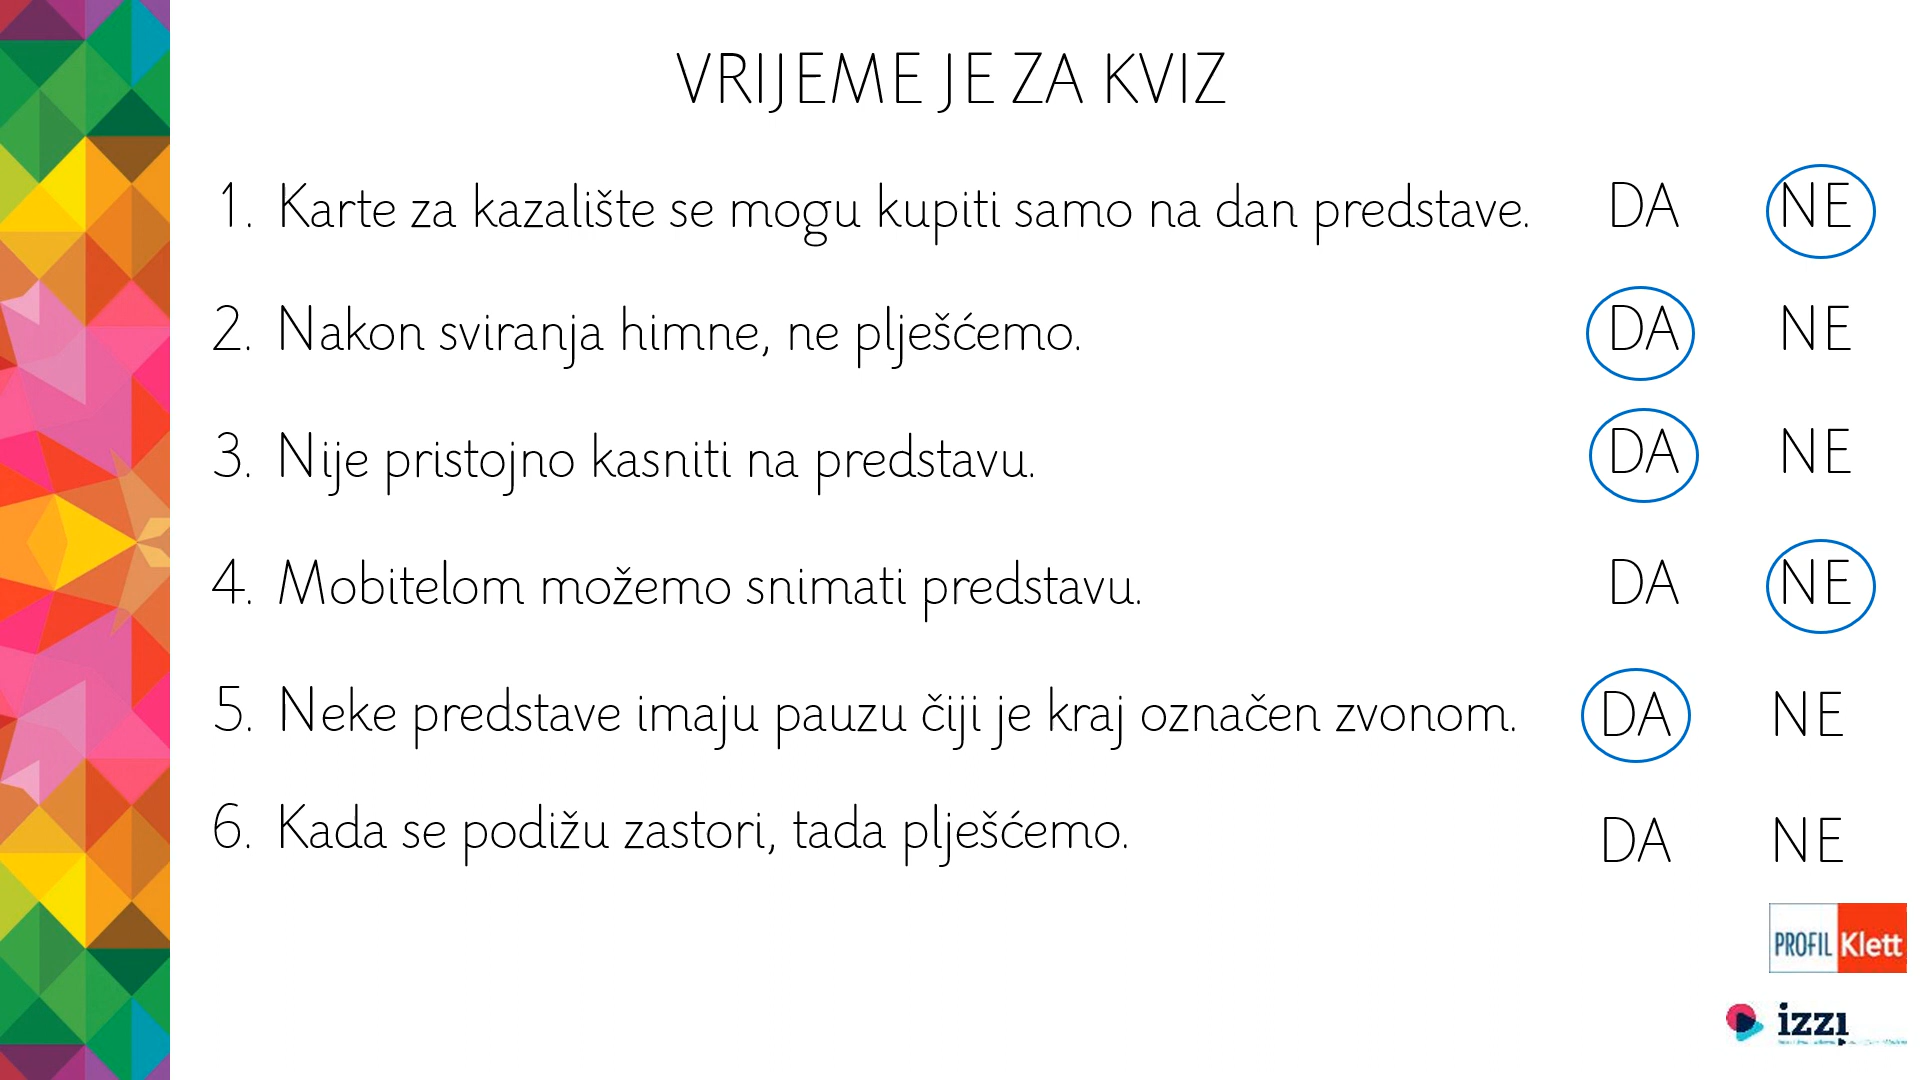 VRIJEME JE ZA KVIZ
1. Karte za kazalište se mogu kupiti samo na dan predstave. DA NE
2. Nakon sviranja himne, ne plješćemo. DA NE
3. Nije pristojno kasniti na predstavu. DA NE
4. Mobitelom možemo snimati predstavu. DA NE
5. Neke predstave imaju pauzu čiji je kraj označen zvonom. DA NE
6. Kada se podižu zastori, tada plješćemo. DA NE
PROFIL Klett
izzi